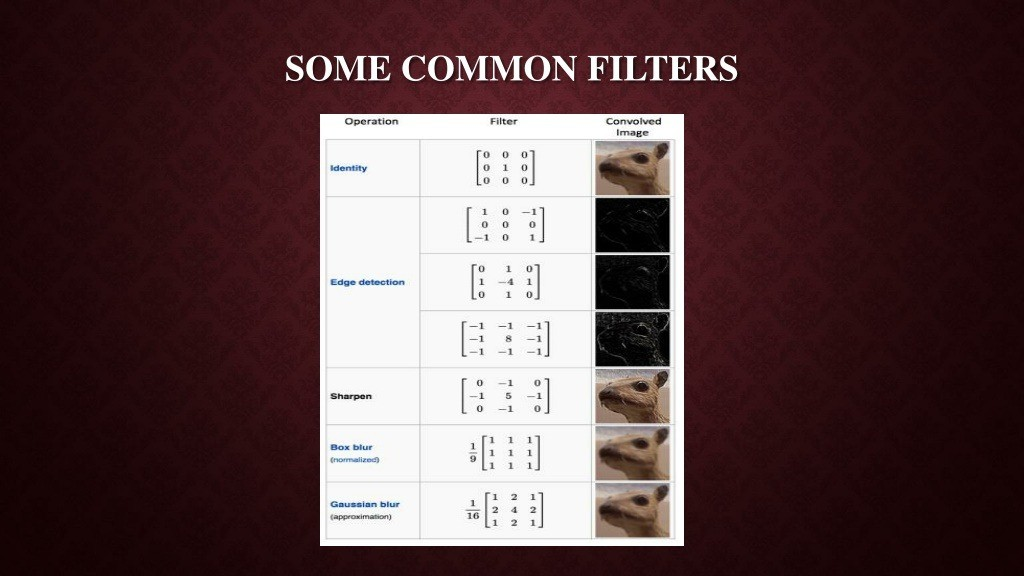 SOME COMMON FILTERS
Operation Filter Convolved
Image
Identity
0 0 0
0 1 0
0 0 0
Edge detection
1 0 −1
0 0 0
−1 0 1
0 1 0
1 −4 1
0 1 0
−1 −1 −1
−1 8 −1
−1 −1 −1
Sharpen
0 −1 0
−1 5 −1
0 −1 0
Box blur
(normalized)
1/9
1 1 1
1 1 1
1 1 1
Gaussian blur
(approximation)
1/16
1 2 1
2 4 2
1 2 1